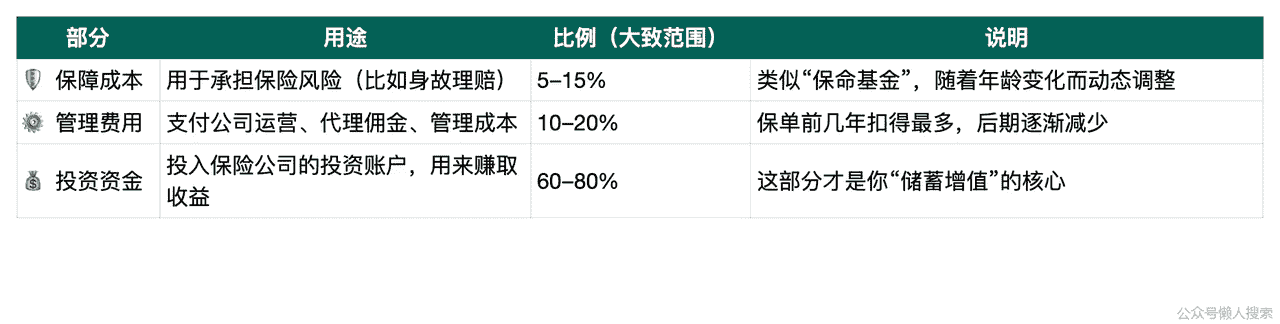 部分 用途 比例（大致范围） 说明
保障成本 用于承担保险风险（比如身故理赔） 5–15% 类似“保命基金”，随着年龄变化而动态调整
管理费用 支付公司运营、代理佣金、管理成本 10–20% 保单前几年扣得最多，后期逐渐减少
投资资金 投入保险公司的投资账户，用来赚取
收益 60–80% 这部分才是你“储蓄增值”的核心
公众号懒人搜索